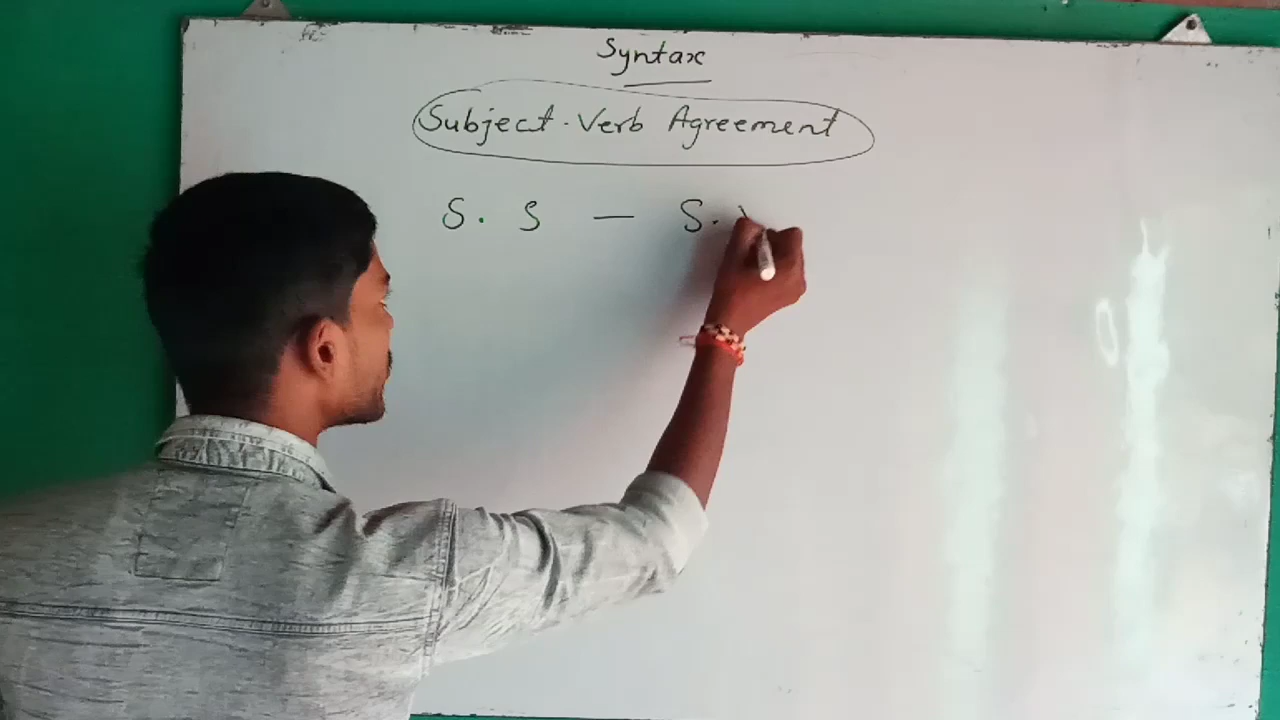 Syntax
Subject-Verb Agreement
S. S — S.